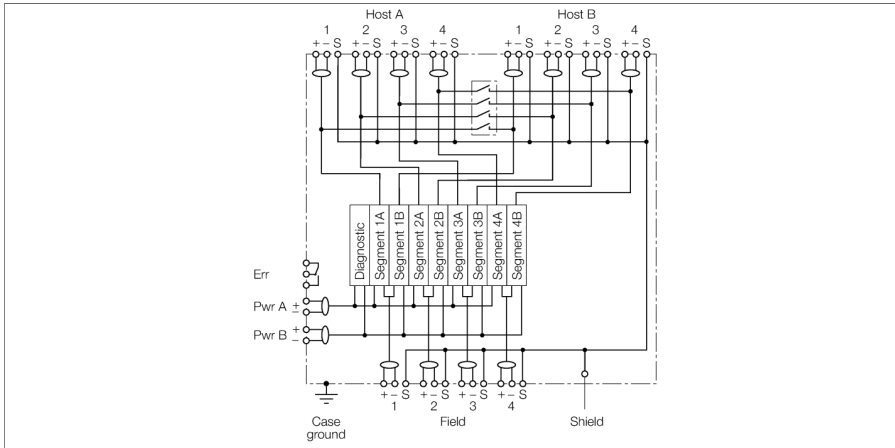 Host A Host B
1 2 3 4 1 2 3 4
+ − S + − S + − S + − S + − S + − S + − S + − S
Diagnostic
Segment 1A
Segment 1B
Segment 2A
Segment 2B
Segment 3A
Segment 3B
Segment 4A
Segment 4B
Err
Pwr A + −
Pwr B + −
+ − S + − S + − S + − S
1 2 3 4
Case ground
Field
Shield